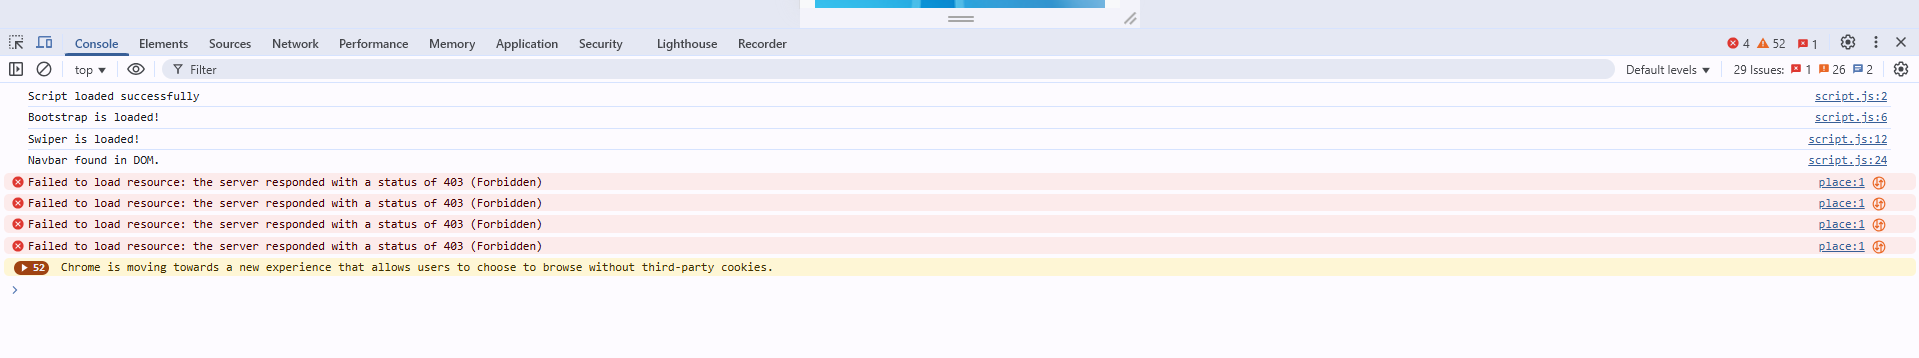 Console Elements Sources Network Performance Memory Application Security Lighthouse Recorder 4 52 1
top Filter Default levels 29 Issues: 1 26 2
Script loaded successfully script.js:2
Bootstrap is loaded! script.js:6
Swiper is loaded! script.js:12
Navbar found in DOM. script.js:24
Failed to load resource: the server responded with a status of 403 (Forbidden) place:1
Failed to load resource: the server responded with a status of 403 (Forbidden) place:1
Failed to load resource: the server responded with a status of 403 (Forbidden) place:1
Failed to load resource: the server responded with a status of 403 (Forbidden) place:1
52 Chrome is moving towards a new experience that allows users to choose to browse without third-party cookies.